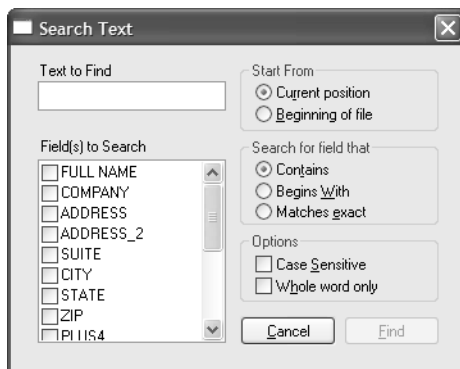 Search Text
Text to Find
Field(s) to Search
FULL NAME
COMPANY
ADDRESS
ADDRESS_2
SUITE
CITY
STATE
ZIP
PLUS4
Start From
Current position
Beginning of file
Search for field that
Contains
Begins With
Matches exact
Options
Case Sensitive
Whole word only
Cancel
Find